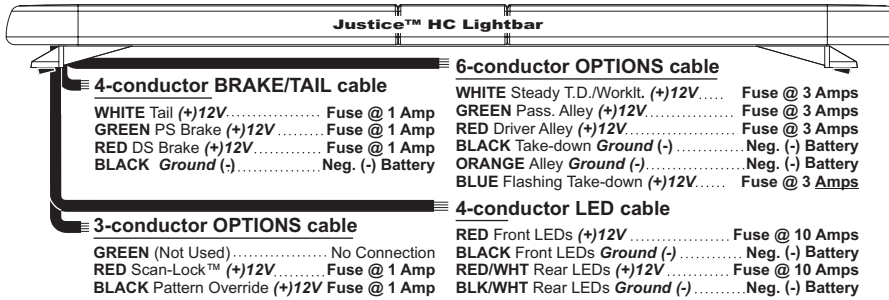 Justice™ HC Lightbar
4-conductor BRAKE/TAIL cable
WHITE Tail (+)12V..................Fuse @ 1 Amp
GREEN PS Brake (+)12V.........Fuse @ 1 Amp
RED DS Brake (+)12V.............Fuse @ 1 Amp
BLACK Ground (-)..................Neg. (-) Battery
3-conductor OPTIONS cable
GREEN (Not Used)...................No Connection
RED Scan-Lock™ (+)12V.........Fuse @ 1 Amp
BLACK Pattern Override (+)12V Fuse @ 1 Amp
6-conductor OPTIONS cable
WHITE Steady T.D./Worklt. (+)12V..... Fuse @ 3 Amps
GREEN Pass. Alley (+)12V..................Fuse @ 3 Amps
RED Driver Alley (+)12V.....................Fuse @ 3 Amps
BLACK Take-down Ground (-).............Neg. (-) Battery
ORANGE Alley Ground (-)...................Neg. (-) Battery
BLUE Flashing Take-down (+)12V...... Fuse @ 3 Amps
4-conductor LED cable
RED Front LEDs (+)12V...................Fuse @ 10 Amps
BLACK Front LEDs Ground (-)............Neg. (-) Battery
RED/WHT Rear LEDs (+)12V............Fuse @ 10 Amps
BLK/WHT Rear LEDs Ground (-).........Neg. (-) Battery